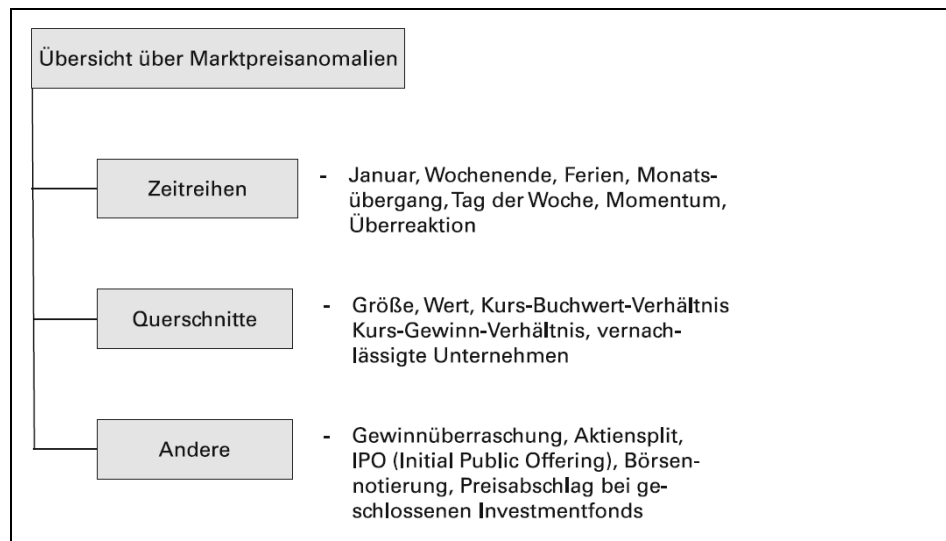 Übersicht über Marktpreisanomalien
Zeitreihen
- Januar, Wochenende, Ferien, Monats-
übergang, Tag der Woche, Momentum,
Überreaktion
Querschnitte
- Größe, Wert, Kurs-Buchwert-Verhältnis
Kurs-Gewinn-Verhältnis, vernach-
lässigte Unternehmen
Andere
- Gewinnüberraschung, Aktiensplit,
IPO (Initial Public Offering), Börsen-
notierung, Preisabschlag bei ge-
schlossenen Investmentfonds